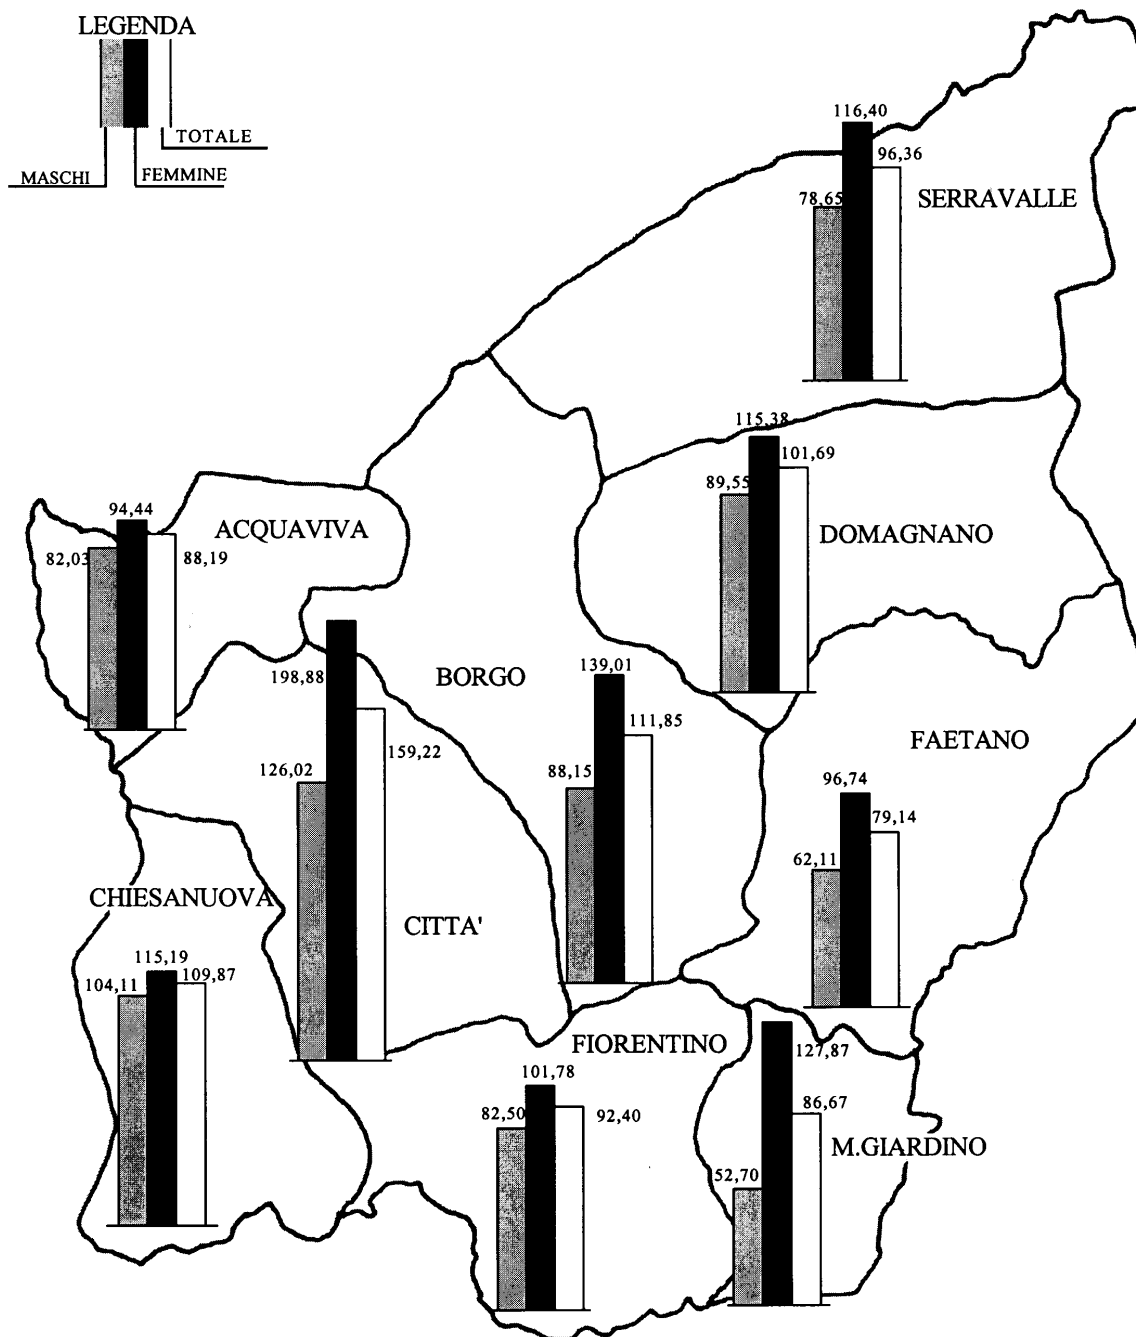 LEGENDA
TOTALE
MASCHI
FEMMINE
116,40
96,36
78,65
SERRAVALLE
115,38
101,69
89,55
DOMAGNANO
94,44
ACQUAVIVA
82,03
88,19
198,88
159,22
126,02
CITTA'
BORGO
139,01
111,85
88,15
FAETANO
96,74
79,14
62,11
CHIESANUOVA
115,19
109,87
104,11
FIORENTINO
101,78
82,50
92,40
127,87
86,67
M.GIARDINO
52,70